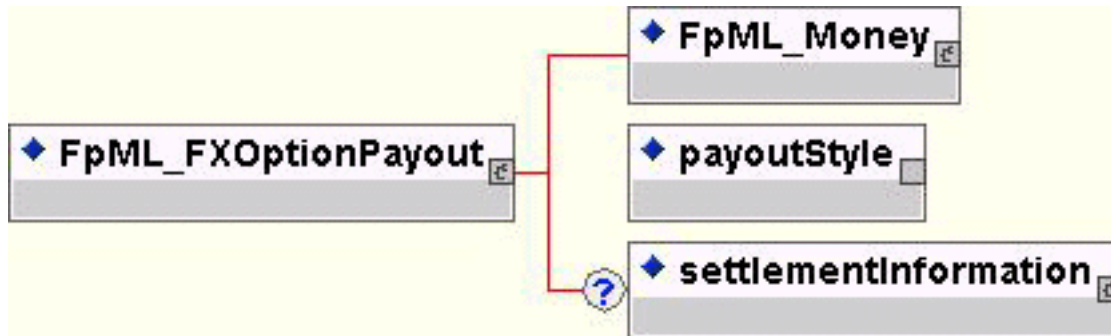 FpML_Money
FpML_FXOptionPayout
payoutStyle
settlementInformation
?